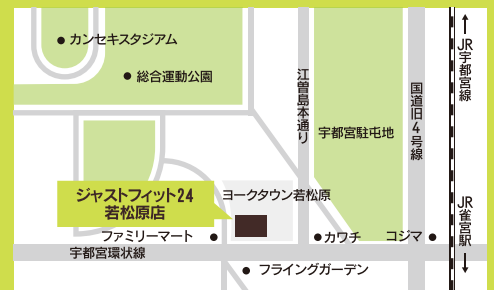 カンセキスタジアム
総合運動公園
江曽島本通り
宇都宮駐屯地
国道旧4号線
JR宇都宮線
ジャストフィット24
若松原店
ヨークタウン若松原
ファミリーマート
カワチ
コジマ
JR雀宮駅
宇都宮環状線
フライングガーデン